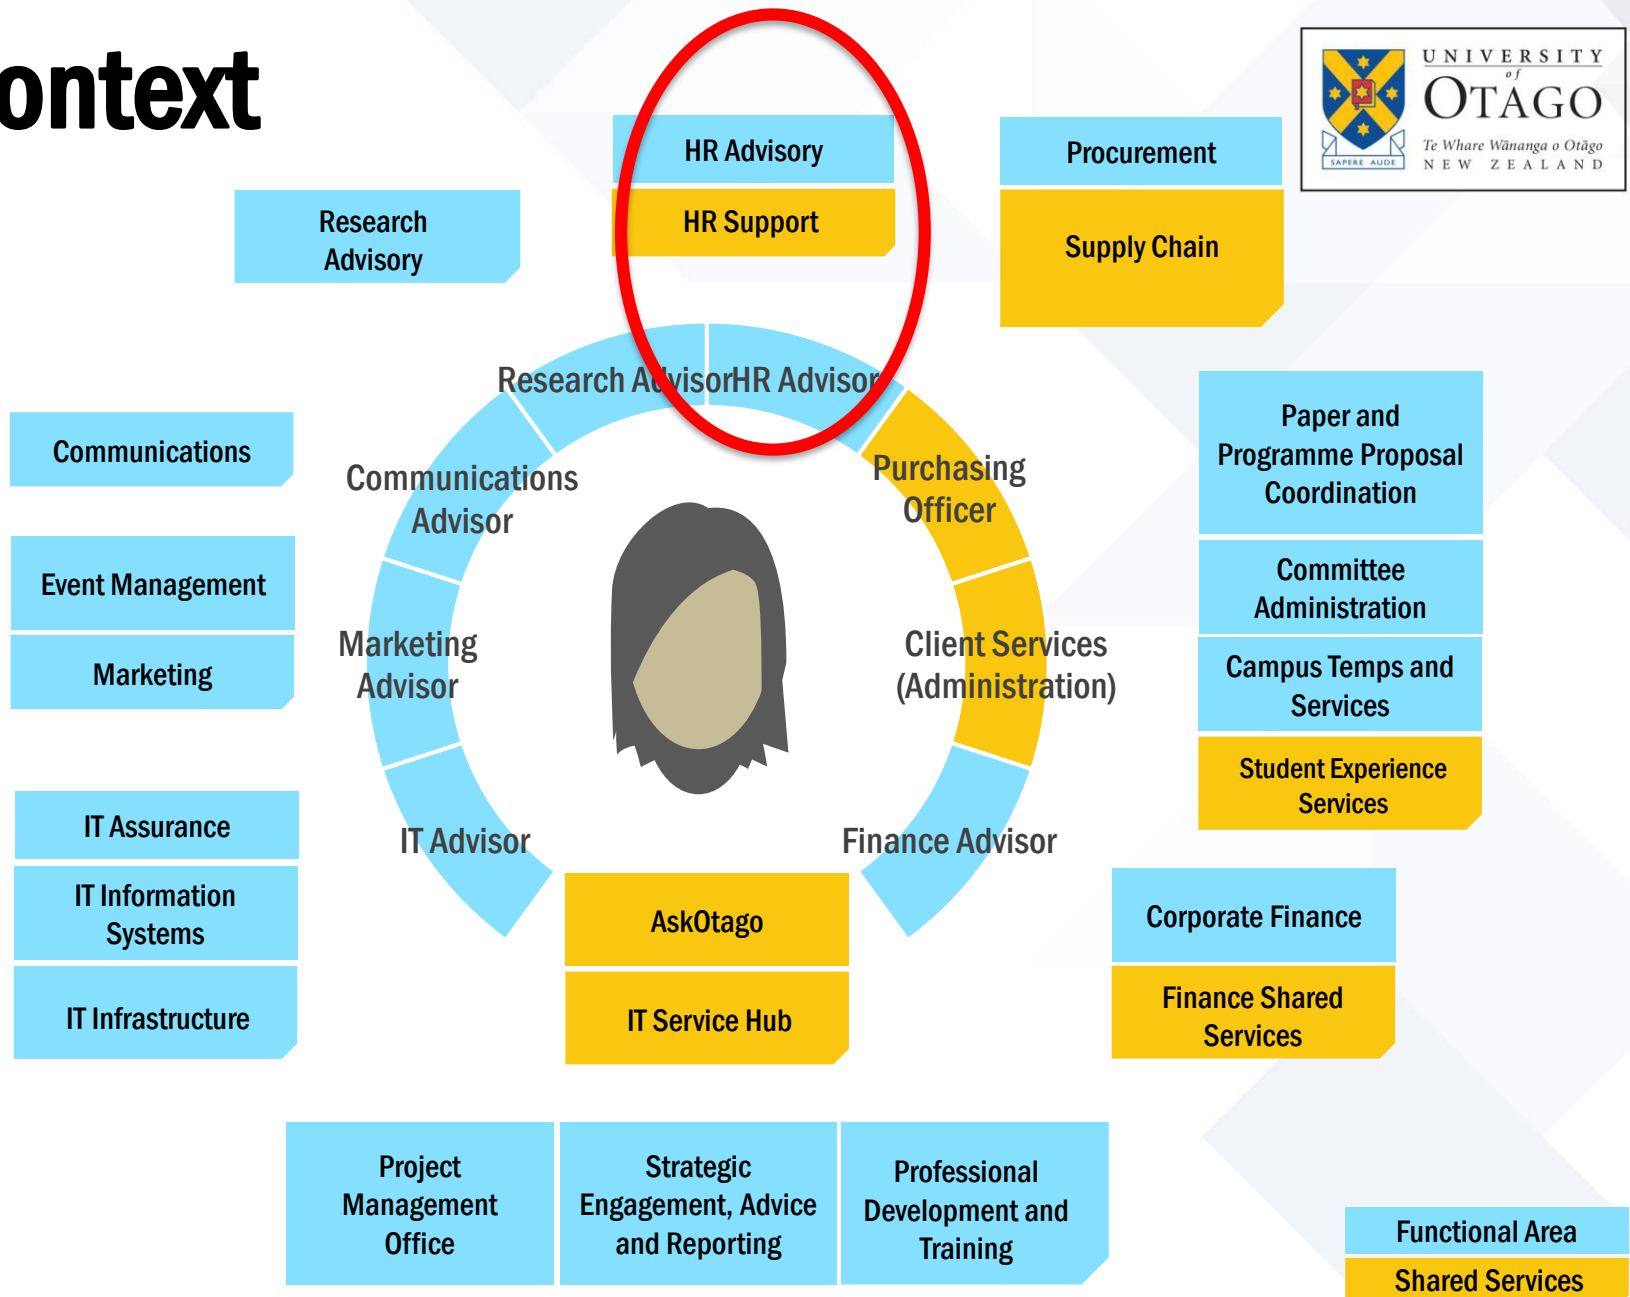 ontext
UNIVERSITY
of
OTAGO
Te Whare Wānanga o Otāgo
NEW ZEALAND
SAPERE AUDE
HR Advisory
HR Support
Procurement
Supply Chain
Research
Advisory
Research Advisor
HR Advisor
Communications
Communications
Advisor
Purchasing
Officer
Paper and
Programme Proposal
Coordination
Event Management
Marketing
Committee
Administration
Marketing
Advisor
Client Services
(Administration)
Campus Temps and
Services
Student Experience
Services
IT Assurance
IT Information
Systems
IT Infrastructure
IT Advisor
Finance Advisor
AskOtago
IT Service Hub
Corporate Finance
Finance Shared
Services
Project
Management
Office
Strategic
Engagement, Advice
and Reporting
Professional
Development and
Training
Functional Area
Shared Services